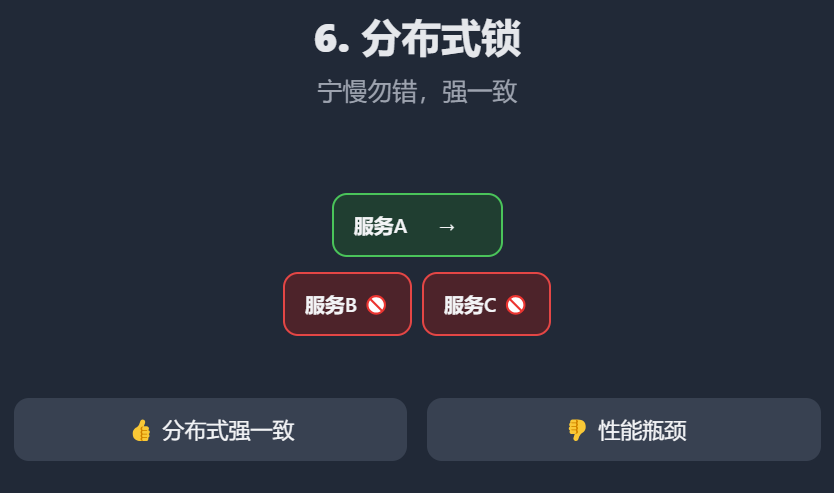 6. 分布式锁
宁慢勿错，强一致
服务A →
服务B 🚫 服务C 🚫
👍 分布式强一致 👎 性能瓶颈